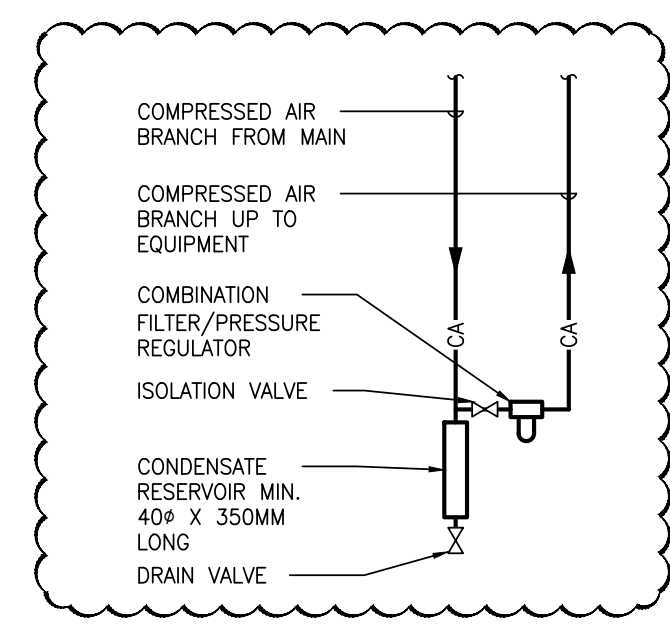 COMPRESSED AIR
BRANCH FROM MAIN
COMPRESSED AIR
BRANCH UP TO
EQUIPMENT
COMBINATION
FILTER/PRESSURE
REGULATOR
ISOLATION VALVE
CONDENSATE
RESERVOIR MIN.
40ø X 350MM
LONG
DRAIN VALVE
CA
CA